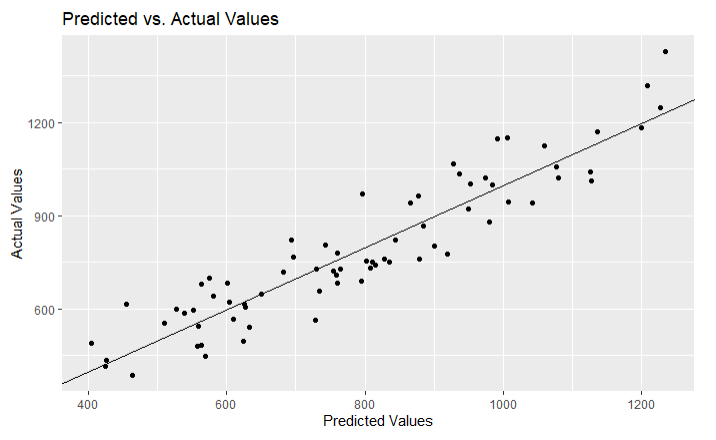 Predicted vs. Actual Values
Actual Values
1200
900
600
400 600 800 1000 1200
Predicted Values